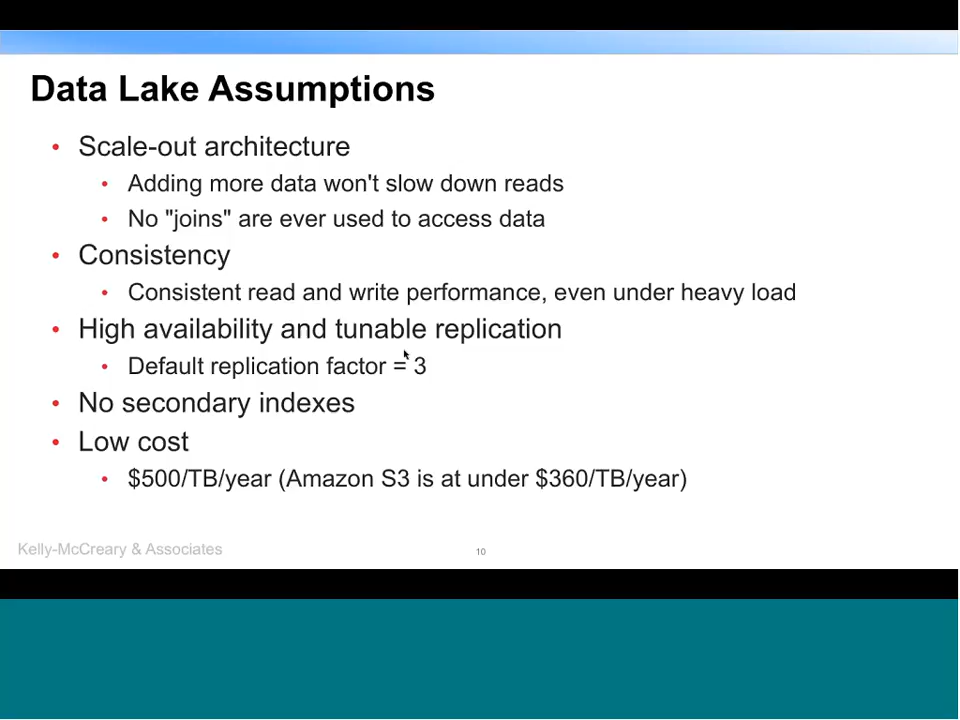 Data Lake Assumptions
• Scale-out architecture
• Adding more data won't slow down reads
• No "joins" are ever used to access data
• Consistency
• Consistent read and write performance, even under heavy load
• High availability and tunable replication
• Default replication factor = 3
• No secondary indexes
• Low cost
• $500/TB/year (Amazon S3 is at under $360/TB/year)
Kelly-McCreary & Associates
10